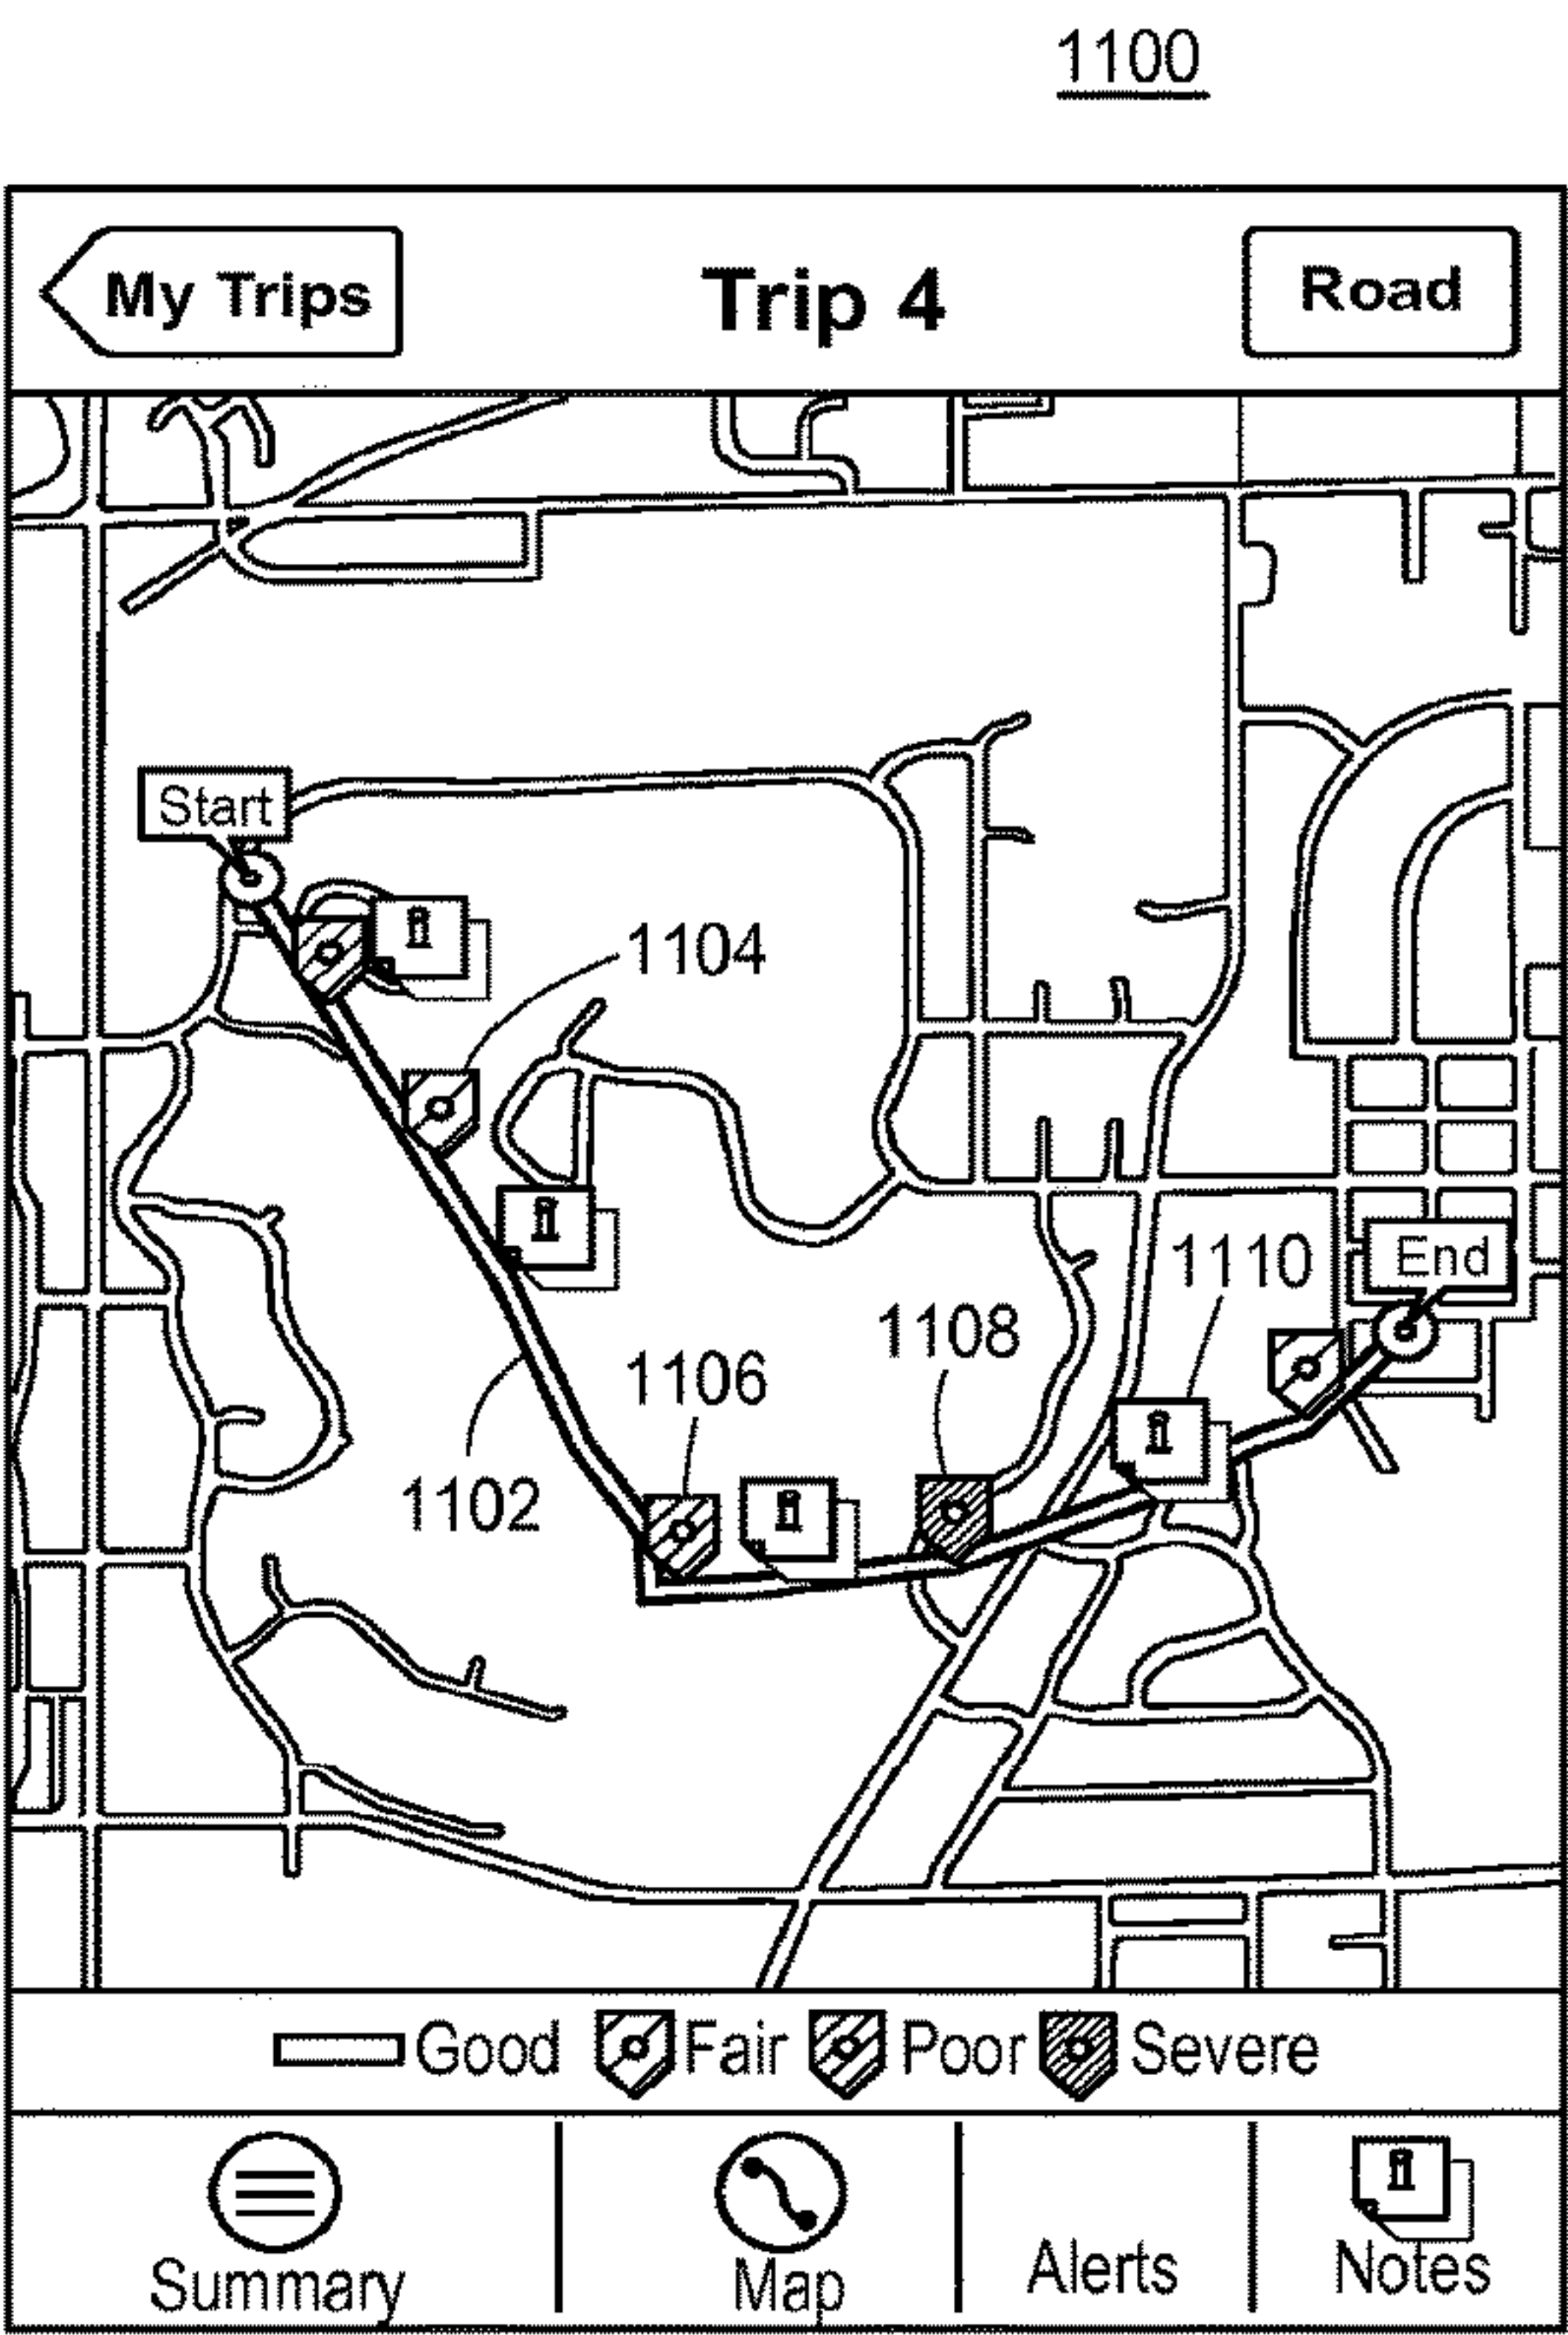 1100
My Trips
Trip 4
Road
Start
i
1104
i
1110
End
1108
1106
i
1102
i
Good
Fair
Poor
Severe
i
Summary
Map
Alerts
Notes